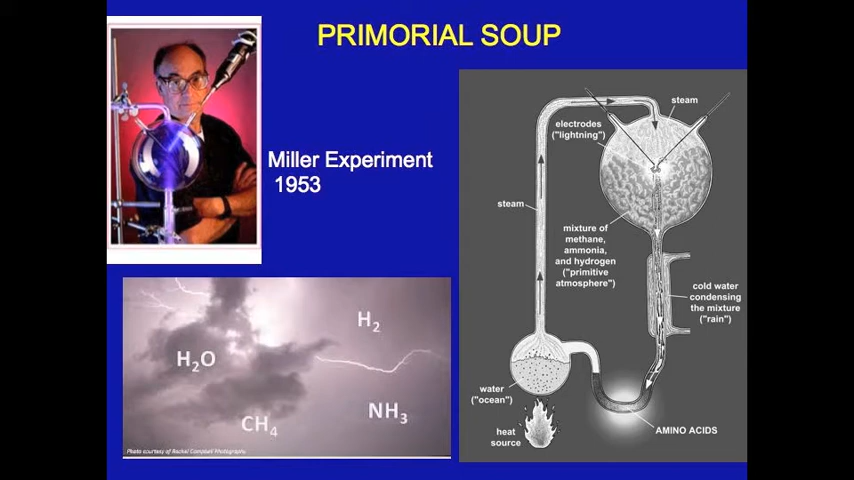 PRIMORIAL SOUP
Miller Experiment
1953
H2
H2O
CH4
NH3
Photo courtesy of Rachel Campbell Photography
steam
electrodes
("lightning")
steam
mixture of
methane,
ammonia,
and hydrogen
("primitive
atmosphere")
cold water
condensing
the mixture
("rain")
water
("ocean")
heat
source
AMINO ACIDS